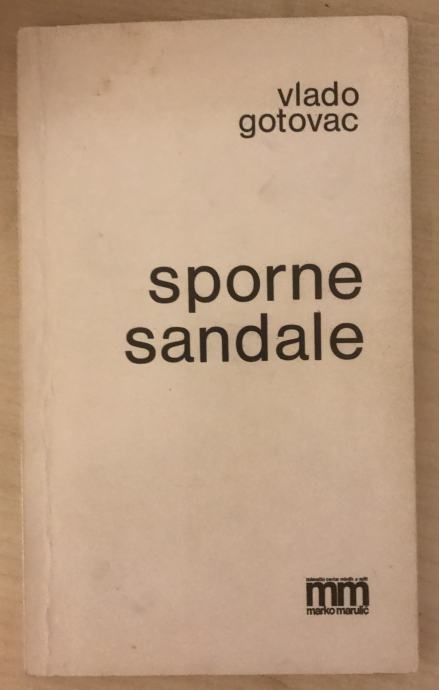 vlado
gotovac
sporne
sandale
mm
marko marulić